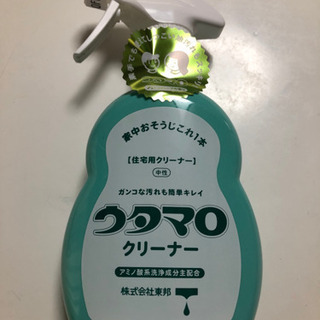 家中おそうじこれ1本
【住宅用クリーナー】
中性
ガンコな汚れも簡単キレイ
ウタマロ
クリーナー
アミノ酸系洗浄成分主配合
株式会社東邦